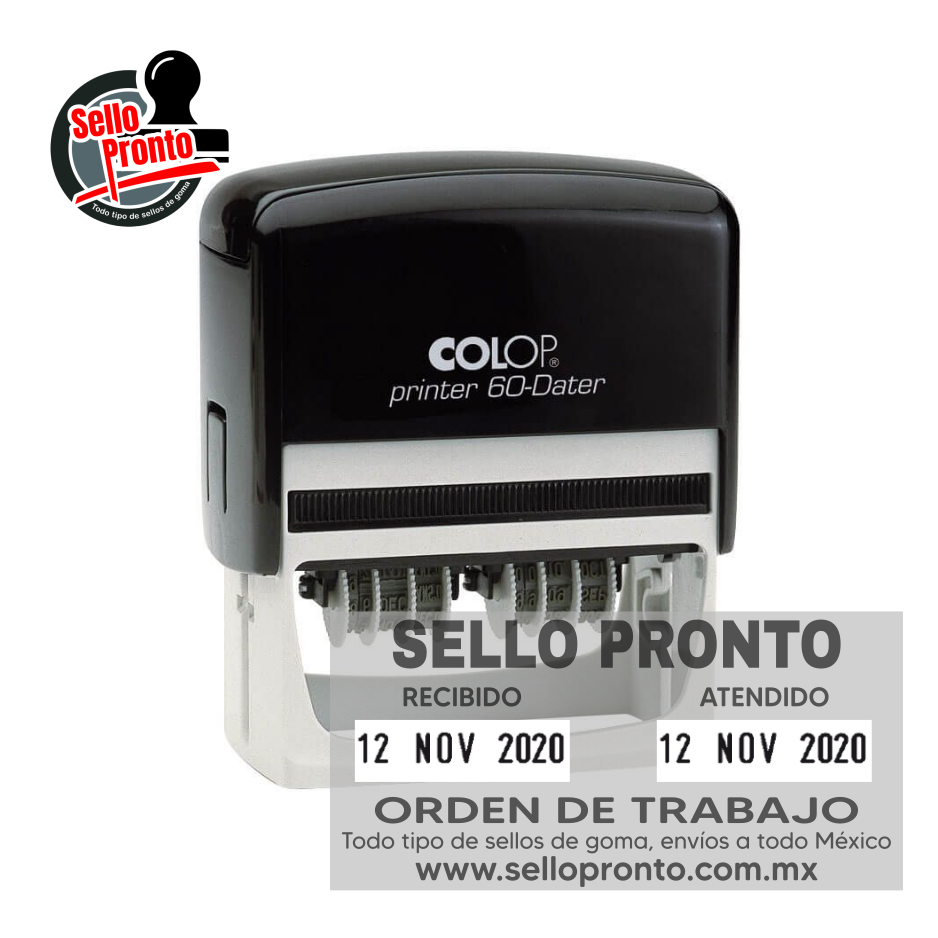 Sello
Pronto
Todo tipo de sellos de goma
COLOP®
printer 60-Dater
SELLO PRONTO
RECIBIDO ATENDIDO
12 NOV 2020 12 NOV 2020
ORDEN DE TRABAJO
Todo tipo de sellos de goma, envíos a todo México
www.sellopronto.com.mx